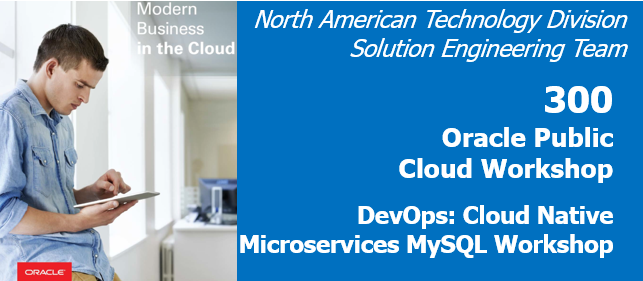 Modern
Business
in the Cloud
ORACLE
North American Technology Division
Solution Engineering Team
300
Oracle Public
Cloud Workshop
DevOps: Cloud Native
Microservices MySQL Workshop